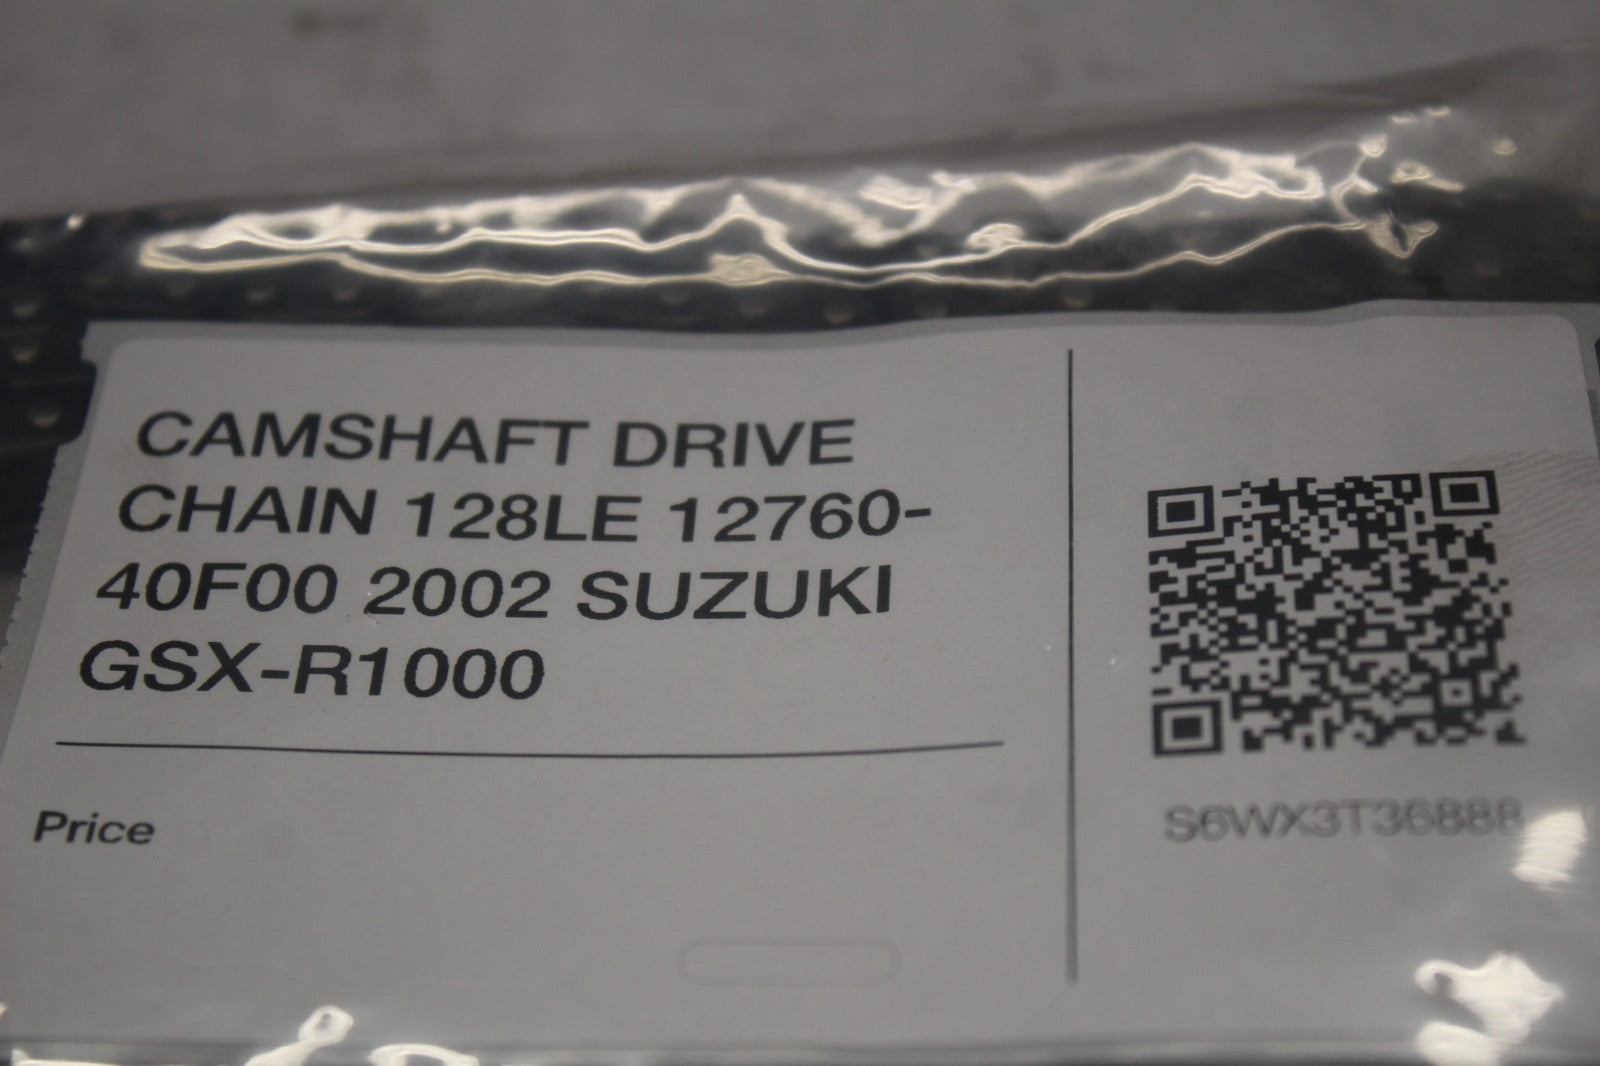 CAMSHAFT DRIVE
CHAIN 128LE 12760-
40F00 2002 SUZUKI
GSX-R1000
Price
S6WX3T36888